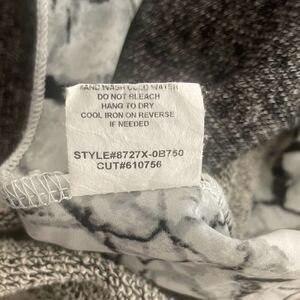 HAND WASH COLD WATER
DO NOT BLEACH
HANG TO DRY
COOL IRON ON REVERSE
IF NEEDED
STYLE#8727X-0B750
CUT#610756